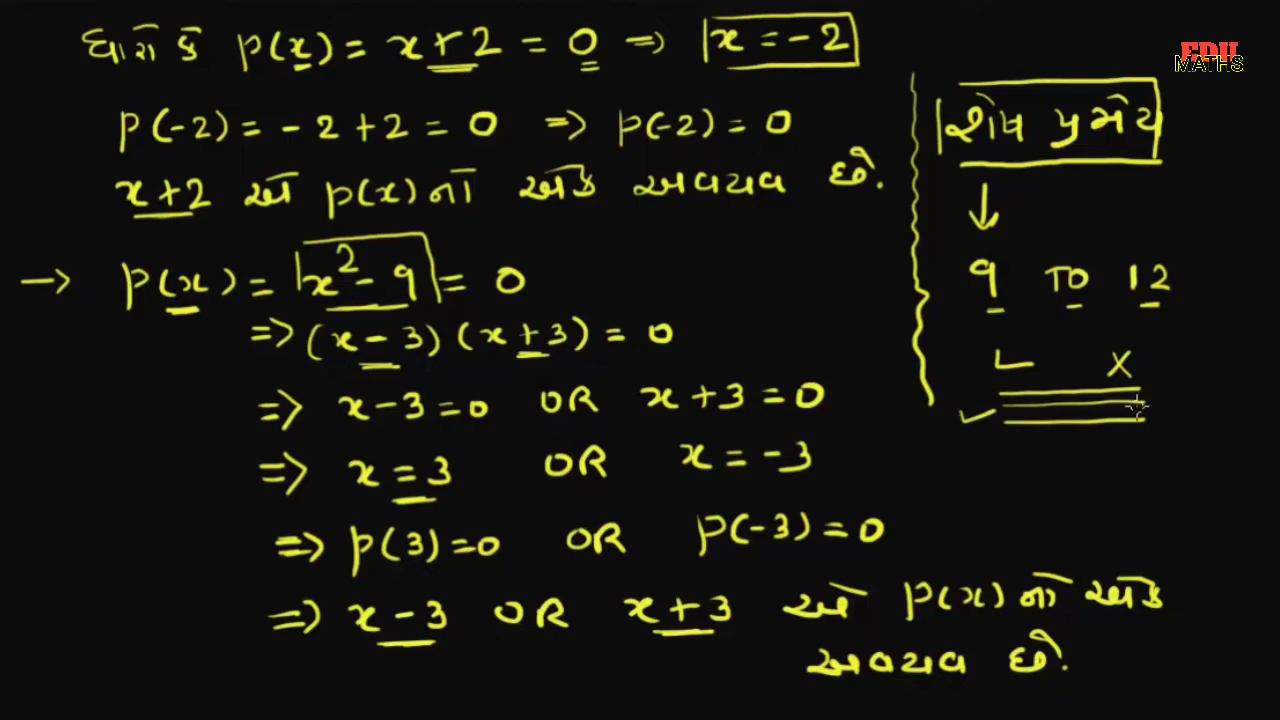 ધારો કે p(x) = x + 2 = 0 => x = -2
p(-2) = -2 + 2 = 0 => p(-2) = 0
x+2 એ p(x) નો એક અવયવ છે.
→ p(x) = x² - 9 = 0
=> (x - 3) (x + 3) = 0
=> x - 3 = 0 OR x + 3 = 0
=> x = 3 OR x = -3
=> p(3) = 0 OR p(-3) = 0
=> x - 3 OR x + 3 એ p(x) નો એક
અવયવ છે.
EDU
MATHS
શેષ પ્રમેય
↓
9 TO 12
✓ X
✓